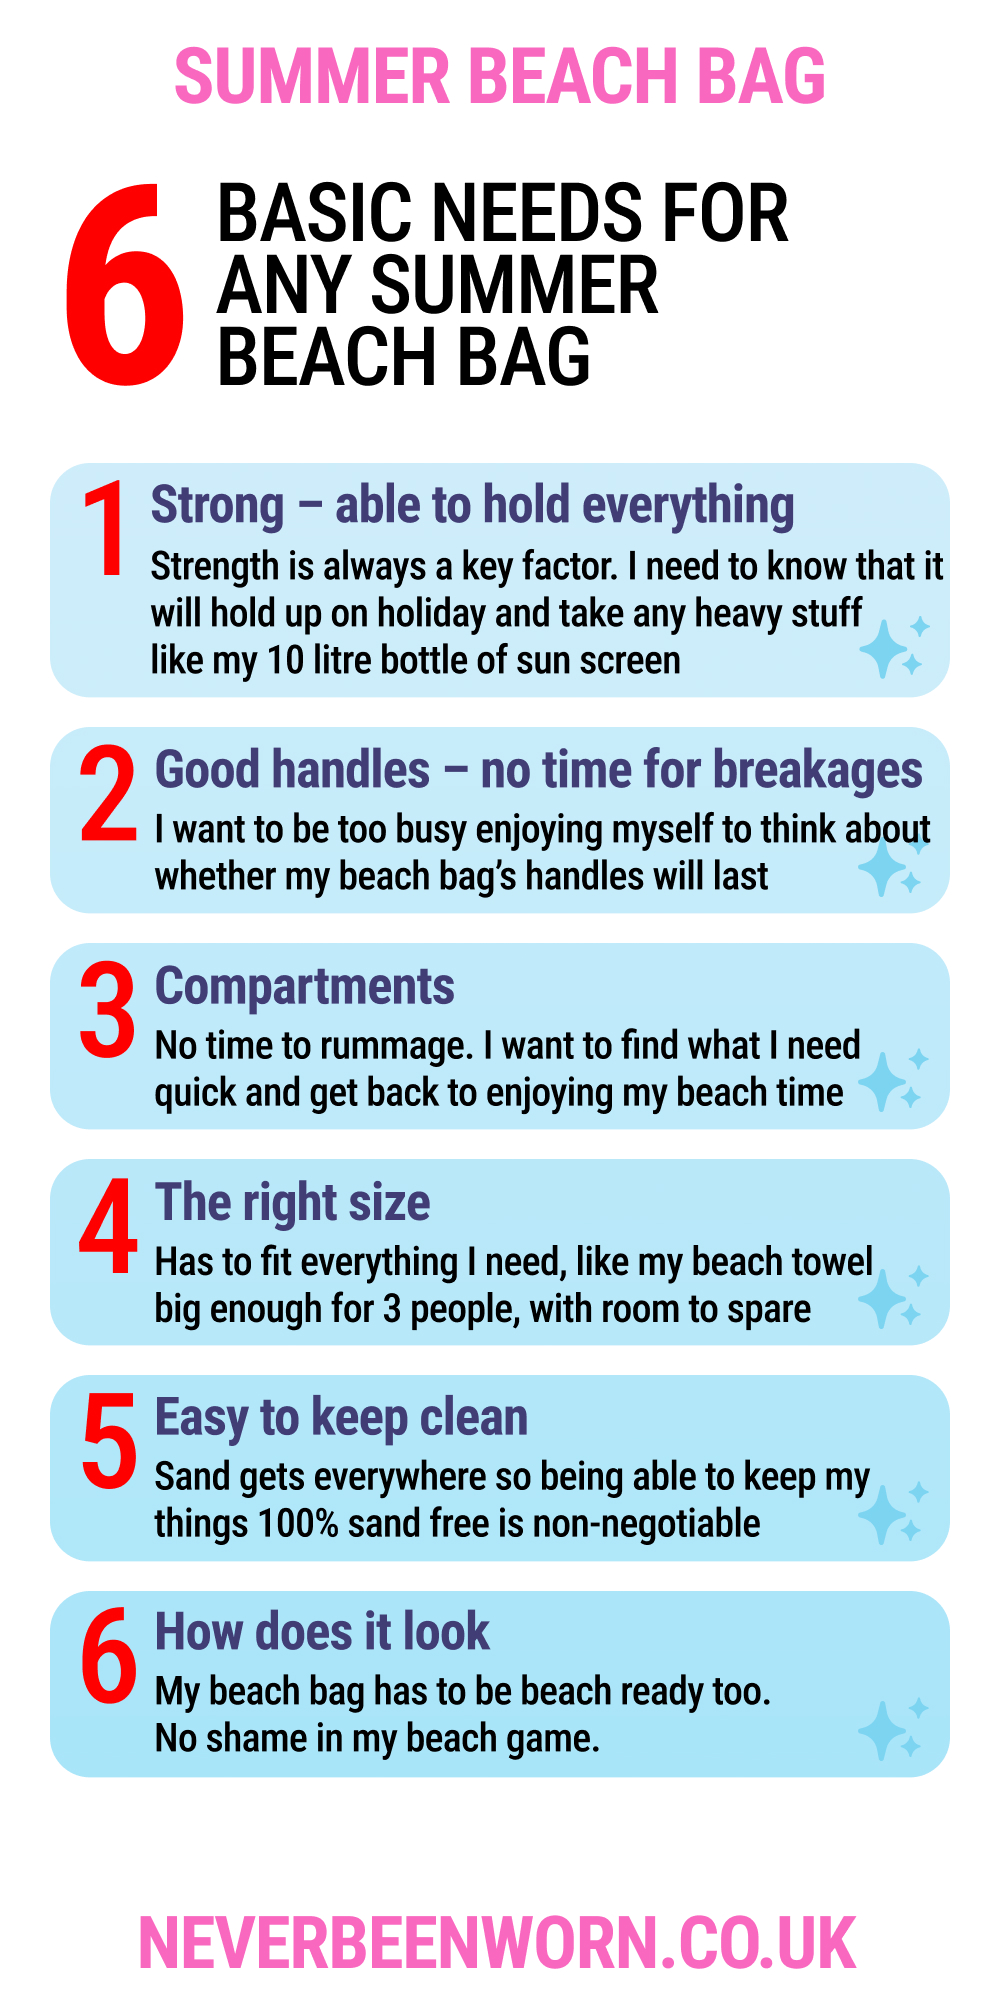 SUMMER BEACH BAG
6
BASIC NEEDS FOR
ANY SUMMER
BEACH BAG
1
Strong – able to hold everything
Strength is always a key factor. I need to know that it
will hold up on holiday and take any heavy stuff
like my 10 litre bottle of sun screen
2
Good handles – no time for breakages
I want to be too busy enjoying myself to think about
whether my beach bag’s handles will last
3
Compartments
No time to rummage. I want to find what I need
quick and get back to enjoying my beach time
4
The right size
Has to fit everything I need, like my beach towel
big enough for 3 people, with room to spare
5
Easy to keep clean
Sand gets everywhere so being able to keep my
things 100% sand free is non-negotiable
6
How does it look
My beach bag has to be beach ready too.
No shame in my beach game.
NEVERBEENWORN.CO.UK